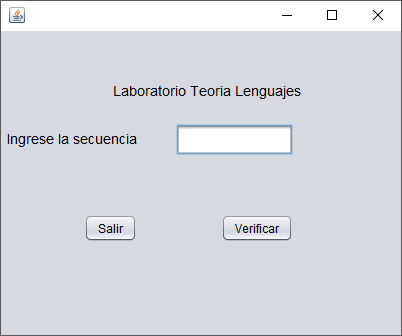 Laboratorio Teoria Lenguajes
Ingrese la secuencia
Salir
Verificar